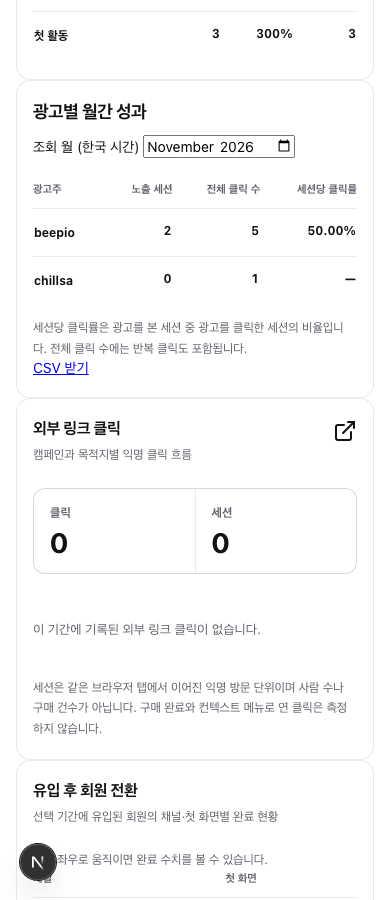 첫 활동 3 300% 3
광고별 월간 성과
조회 월 (한국 시간) November 2026
광고주 노출 세션 전체 클릭 수 세션당 클릭률
beepio 2 5 50.00%
chillsa 0 1 —
세션당 클릭률은 광고를 본 세션 중 광고를 클릭한 세션의 비율입니
다. 전체 클릭 수에는 반복 클릭도 포함됩니다.
CSV 받기
외부 링크 클릭
캠페인과 목적지별 익명 클릭 흐름
클릭 세션
0 0
이 기간에 기록된 외부 링크 클릭이 없습니다.
세션은 같은 브라우저 탭에서 이어진 익명 방문 단위이며 사람 수나
구매 건수가 아닙니다. 구매 완료와 컨텍스트 메뉴로 연 클릭은 측정
하지 않습니다.
유입 후 회원 전환
선택 기간에 유입된 회원의 채널·첫 화면별 완료 현황
좌우로 움직이면 완료 수치를 볼 수 있습니다.
N
첫 화면